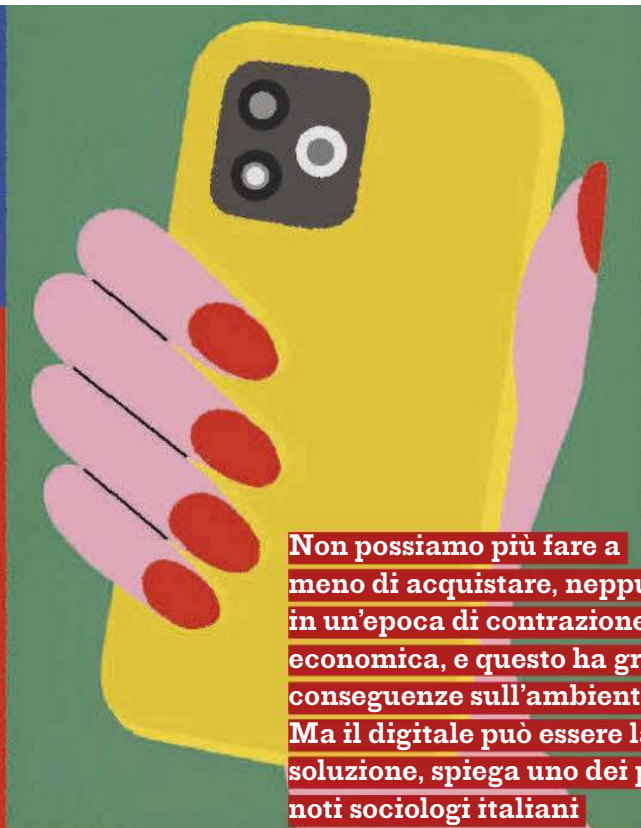 Non possiamo più fare a
meno di acquistare,
in un'epoca di contrazione
economica, e questo ha
conseguenze
Ma il digitale può essere
soluzione, spiega uno dei
noti sociologi italiani